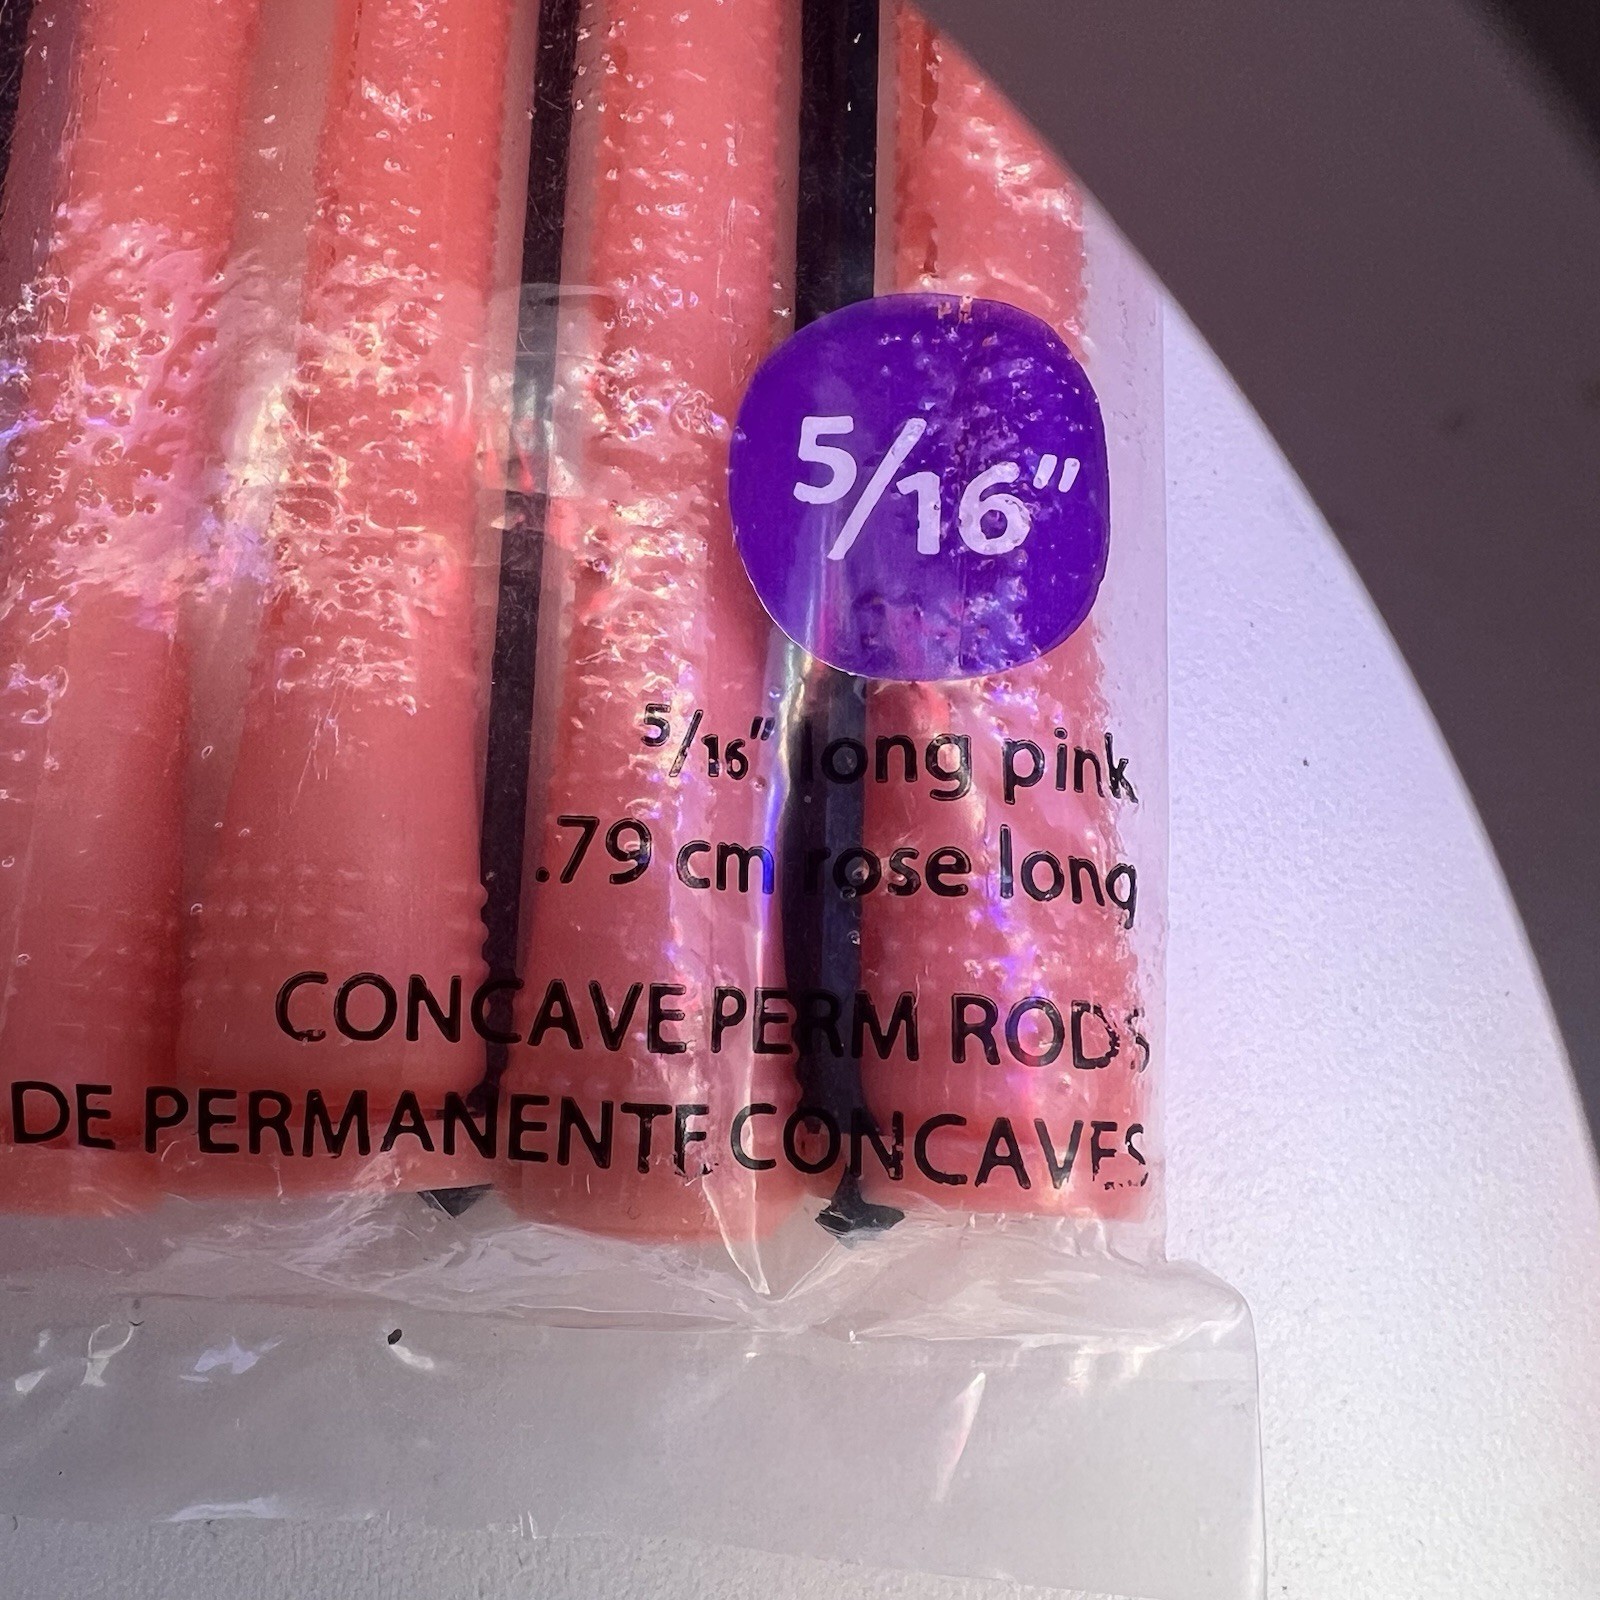 5/16"
5/16" long pink
.79 cm rose long
CONCAVE PERM RODS
DE PERMANENTE CONCAVES